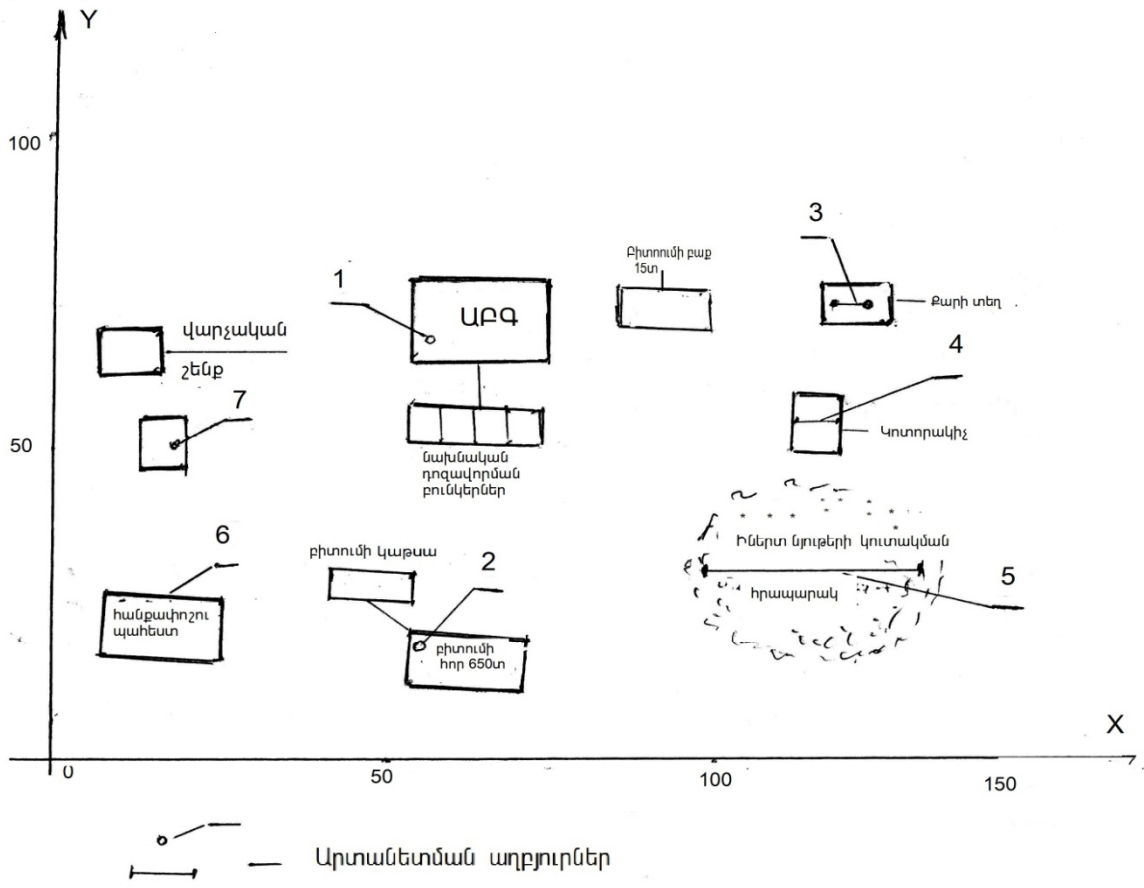 Y
100
3
Բիտումի բաք
15տ
1
ԱԲԳ
Քարի տեղ
վարչական
շենք
4
7
50
Կոտորակիչ
նախնական
դոզավորման
բունկերներ
Իներտ նյութերի կուտակման
հրապարակ
6
բիտումի կաթսա
2
5
հանքափոշու
պահեստ
բիտումի
հոր 650տ
X
0
50
100
150
Արտանետման աղբյուրներ